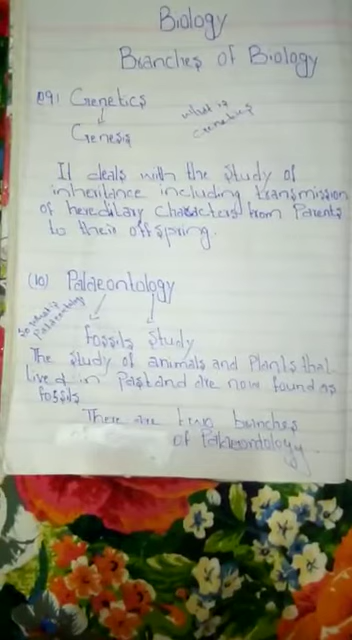 Biology
Branches of Biology
09) Genetics
what is
Genetics
Genesis
It deals with the study of
inheritance including transmission
of hereditary characters from Parents
to their offspring.
(10) Palaeontology
So what is
Palaeontology
fossils Study
The study of animals and plants that
lived in Past and are now found as
fossils
There are two bunches
of Palaeontology.